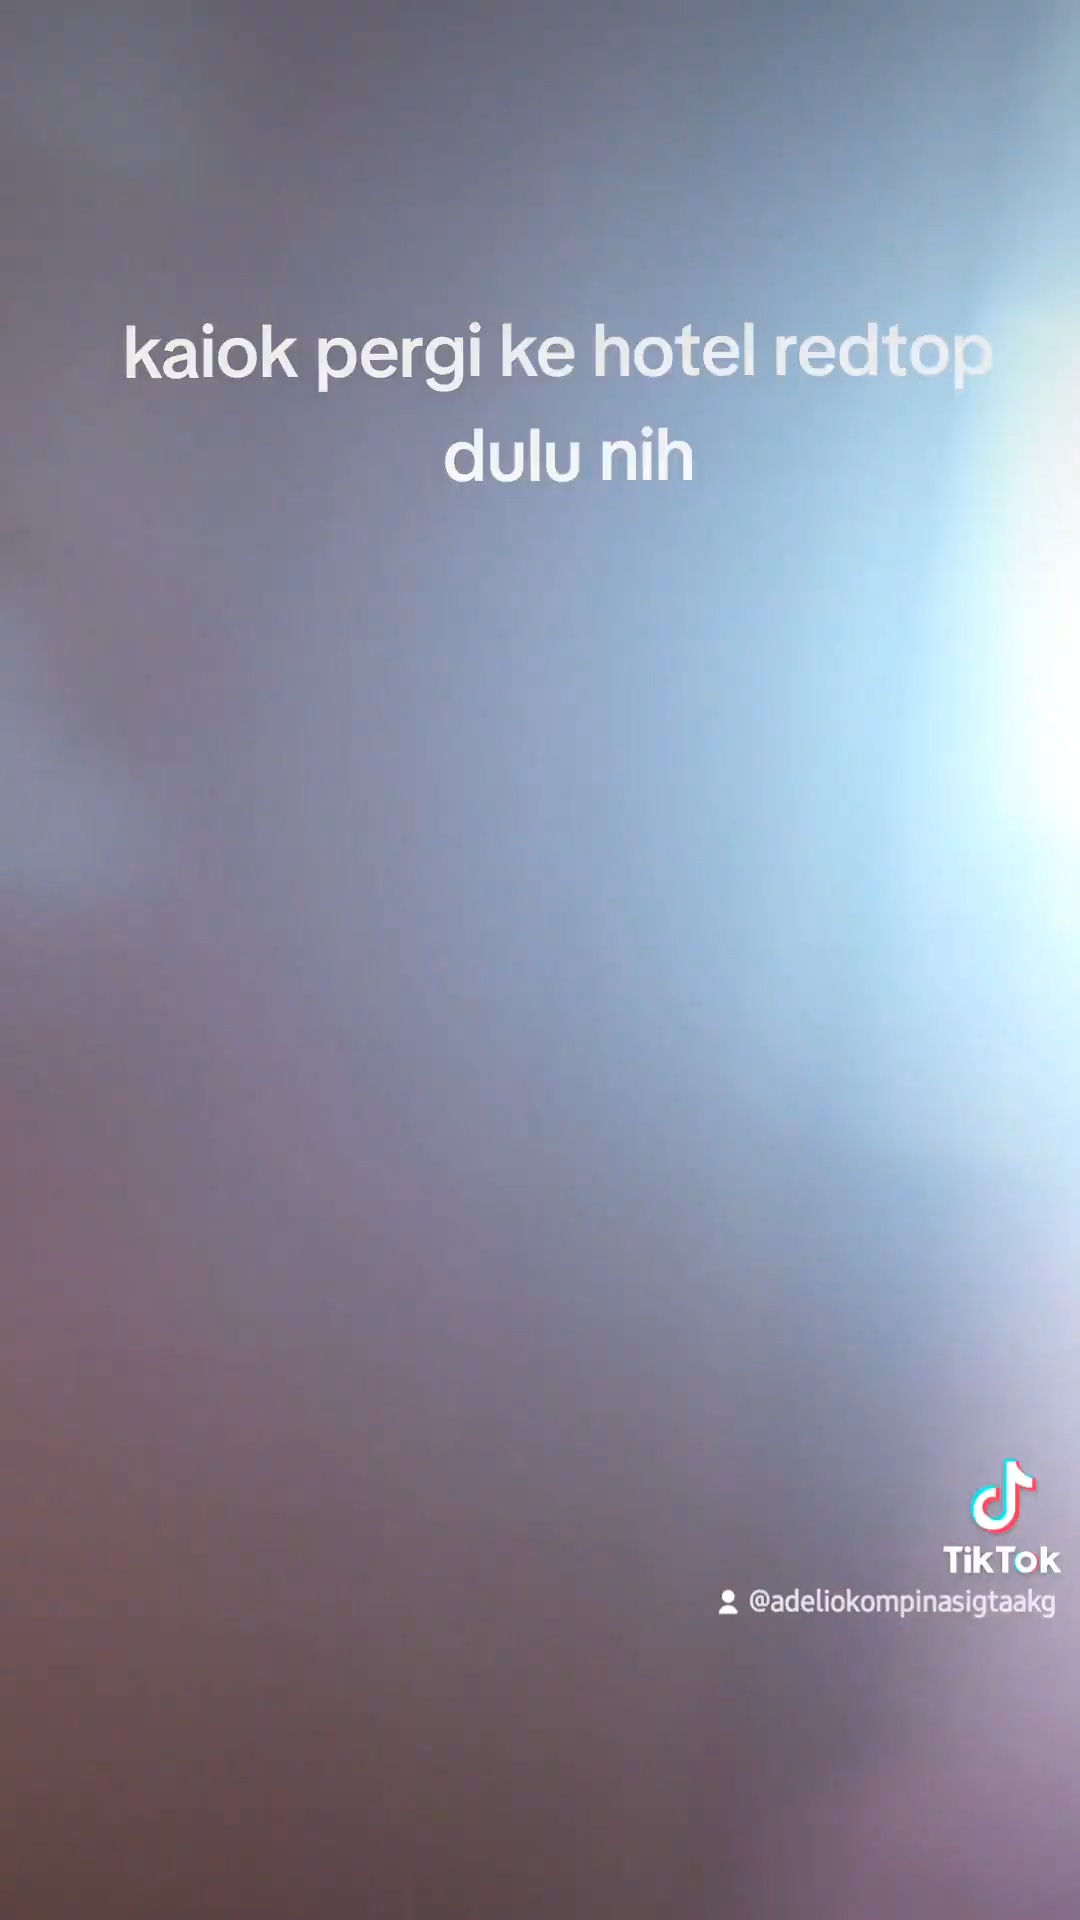 kaiok pergi ke hotel redtop
dulu nih
TikTok
@adeliokompinasigtaakg